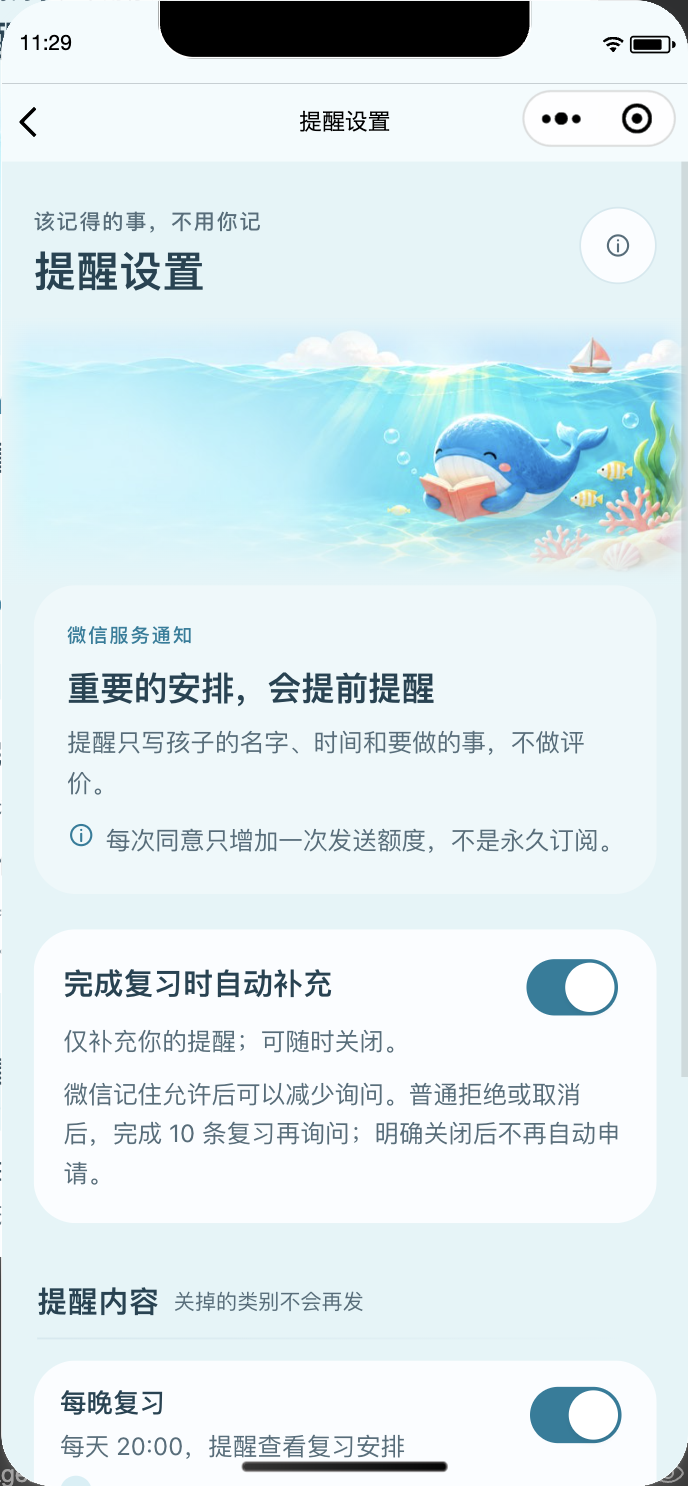 11:29
提醒设置
该记得的事，不用你记
提醒设置
微信服务通知
重要的安排，会提前提醒
提醒只写孩子的名字、时间和要做的事，不做评
价。
每次同意只增加一次发送额度，不是永久订阅。
完成复习时自动补充
仅补充你的提醒；可随时关闭。
微信记住允许后可以减少询问。普通拒绝或取消
后，完成 10 条复习再询问；明确关闭后不再自动申
请。
提醒内容 关掉的类别不会再发
每晚复习
每天 20:00，提醒查看复习安排